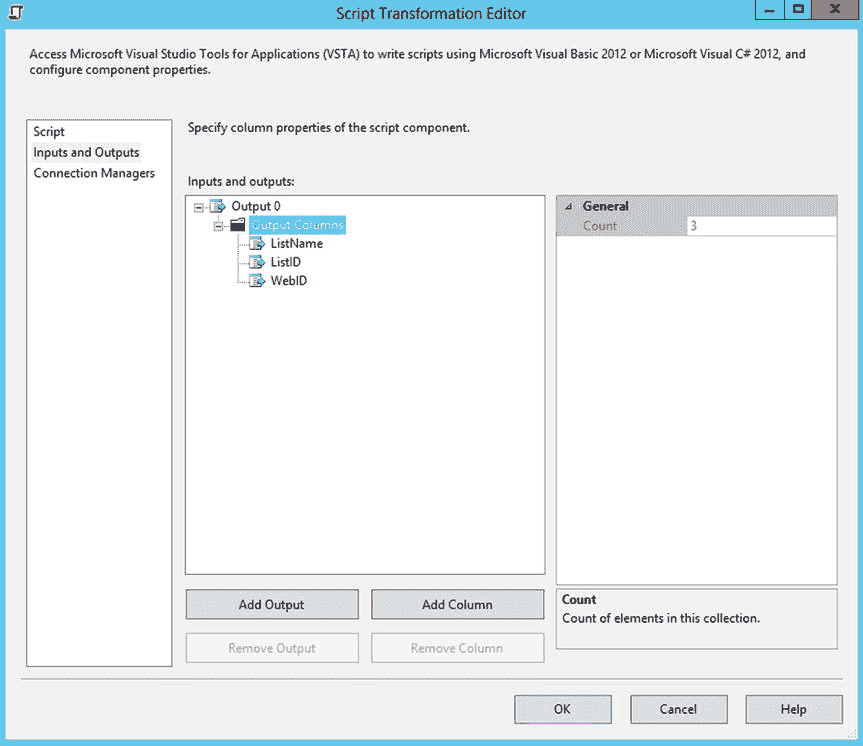 Script Transformation Editor
Access Microsoft Visual Studio Tools for Applications (VSTA) to write scripts using Microsoft Visual Basic 2012 or Microsoft Visual C# 2012, and
configure component properties.
Script
Inputs and Outputs
Connection Managers
Specify column properties of the script component.
Inputs and outputs:
Output 0
Output Columns
ListName
ListID
WebID
General
Count 3
Add Output
Add Column
Remove Output
Remove Column
Count
Count of elements in this collection.
OK
Cancel
Help